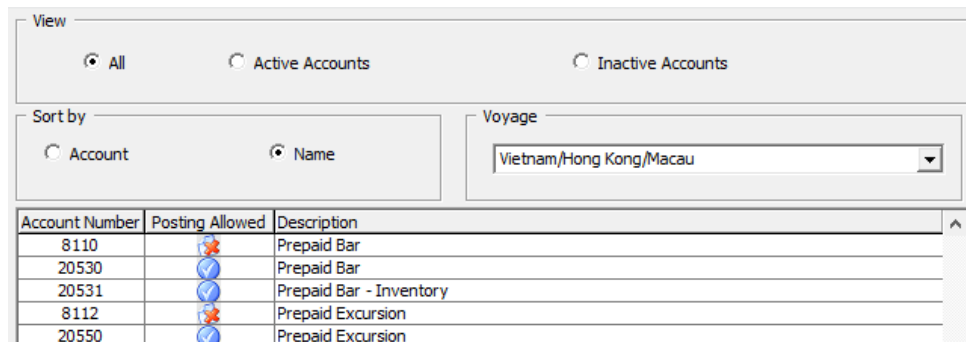 View
All Active Accounts Inactive Accounts
Sort by
Account Name
Voyage
Vietnam/Hong Kong/Macau
Account Number Posting Allowed Description
8110 Prepaid Bar
20530 Prepaid Bar
20531 Prepaid Bar - Inventory
8112 Prepaid Excursion
20550 Prepaid Excursion